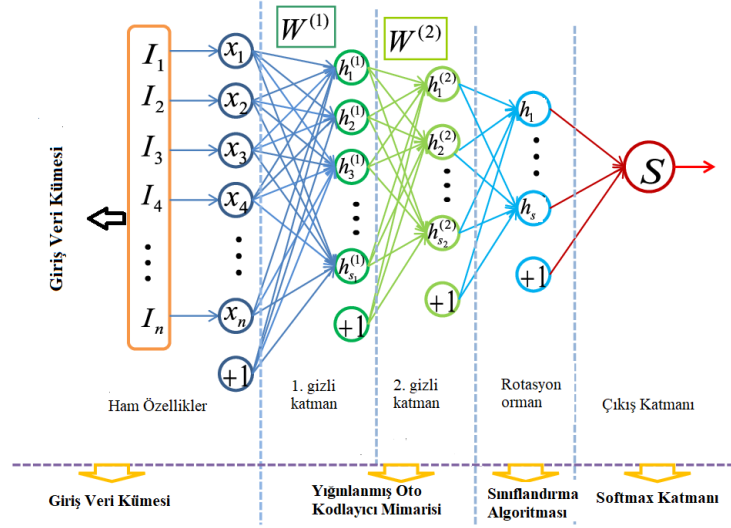 Giriş Veri Kümesi
I₁
I₂
I₃
I₄
Iₙ
x₁
x₂
x₃
x₄
xₙ
+1
W⁽¹⁾
h₁⁽¹⁾
h₂⁽¹⁾
h₃⁽¹⁾
hₛ₁⁽¹⁾
+1
W⁽²⁾
h₁⁽²⁾
h₂⁽²⁾
hₛ₂⁽²⁾
+1
h₁
hₛ
+1
S
Ham Özellikler
1. gizli
katman
2. gizli
katman
Rotasyon
orman
Çıkış Katmanı
Giriş Veri Kümesi
Yığınlanmış Oto
Kodlayıcı Mimarisi
Sınıflandırma
Algoritması
Softmax Katmanı